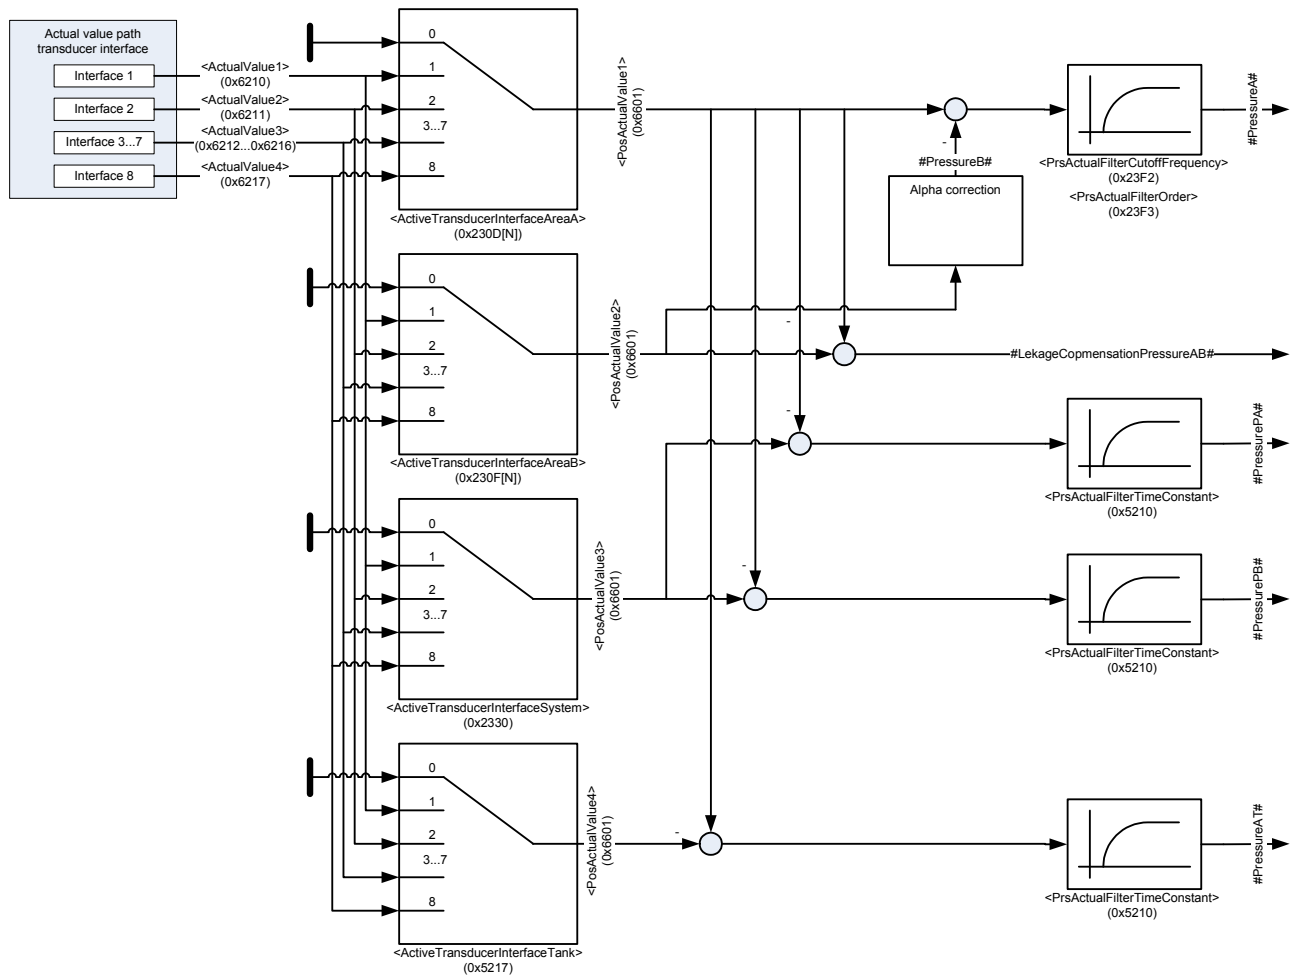 Actual value path
transducer interface
Interface 1
Interface 2
Interface 3...7
Interface 8
<ActualValue1>
(0x6210)
<ActualValue2>
(0x6211)
<ActualValue3>
(0x6212...0x6216)
<ActualValue4>
(0x6217)
0
1
2
3...7
8
<ActiveTransducerInterfaceAreaA>
(0x230D[N])
<PosActualValue1>
(0x6601)
-
#PressureB#
Alpha correction
<PrsActualFilterCutoffFrequency>
(0x23F2)
<PrsActualFilterOrder>
(0x23F3)
#PressureA#
0
1
2
3...7
8
<ActiveTransducerInterfaceAreaB>
(0x230F[N])
<PosActualValue2>
(0x6601)
-
#LekageCopmensationPressureAB#
-
<PrsActualFilterTimeConstant>
(0x5210)
#PressurePA#
0
1
2
3...7
8
<ActiveTransducerInterfaceSystem>
(0x2330)
<PosActualValue3>
(0x6601)
-
<PrsActualFilterTimeConstant>
(0x5210)
#PressurePB#
0
1
2
3...7
8
<ActiveTransducerInterfaceTank>
(0x5217)
<PosActualValue4>
(0x6601)
-
<PrsActualFilterTimeConstant>
(0x5210)
#PressureAT#